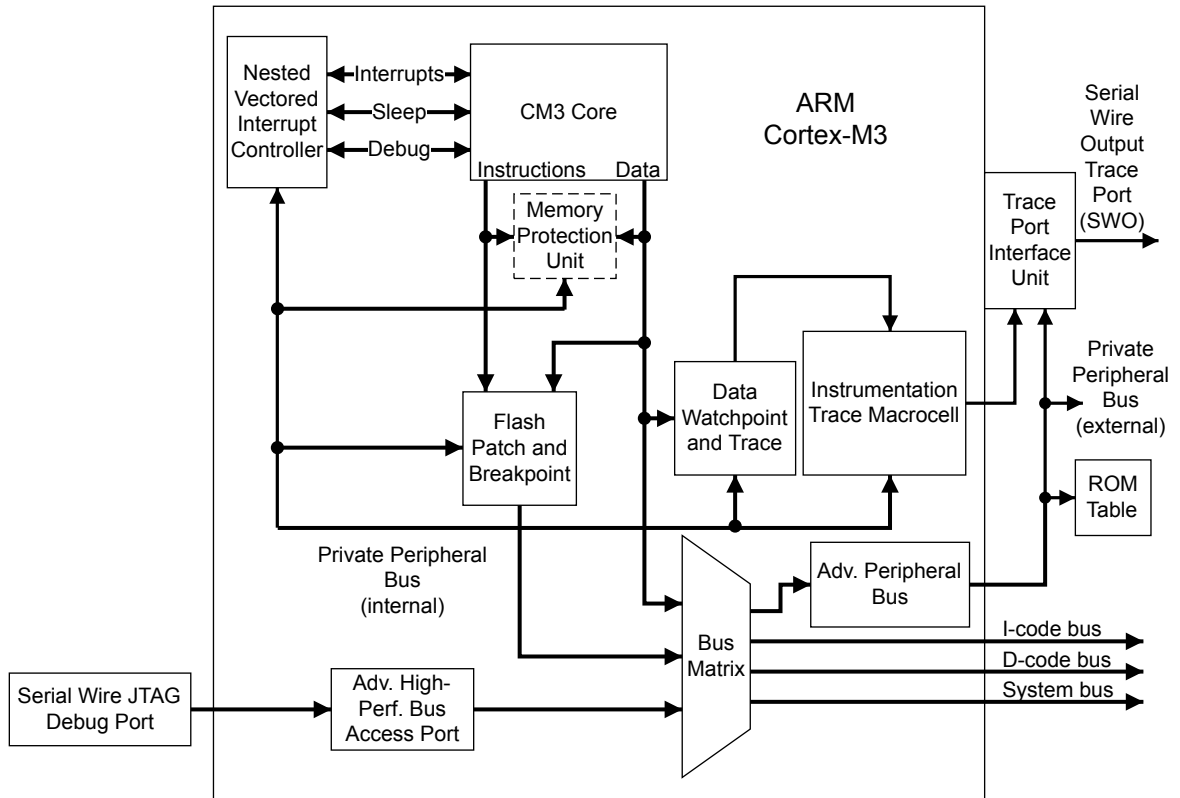 Nested
Vectored
Interrupt
Controller
Interrupts
Sleep
Debug
CM3 Core
Instructions
Data
ARM
Cortex-M3
Memory
Protection
Unit
Serial
Wire
Output
Trace
Port
(SWO)
Trace
Port
Interface
Unit
Private
Peripheral
Bus
(external)
ROM
Table
Flash
Patch and
Breakpoint
Data
Watchpoint
and Trace
Instrumentation
Trace Macrocell
Private Peripheral
Bus
(internal)
Adv. Peripheral
Bus
Bus
Matrix
I-code bus
D-code bus
System bus
Serial Wire JTAG
Debug Port
Adv. High-
Perf. Bus
Access Port